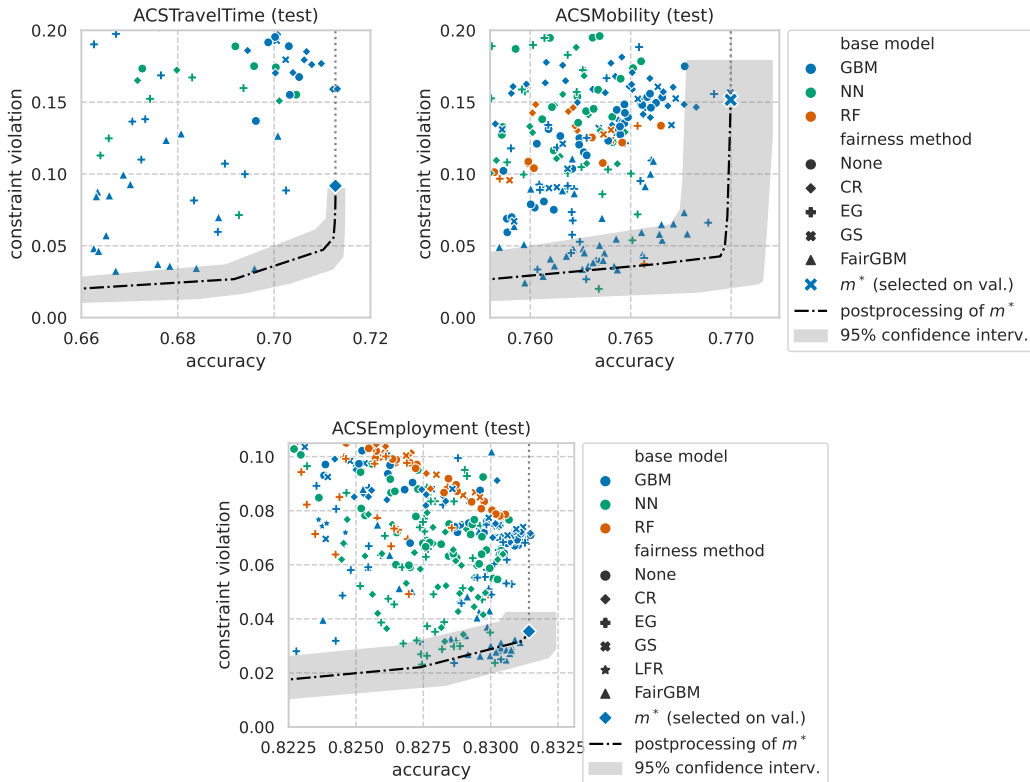 ACSTravelTime (test)
constraint violation
0.20
0.15
0.10
0.05
0.00
0.66
0.68
0.70
0.72
accuracy
ACSMobility (test)
constraint violation
0.20
0.15
0.10
0.05
0.00
0.760
0.765
0.770
accuracy
base model
GBM
NN
RF
fairness method
None
CR
EG
GS
FairGBM
m* (selected on val.)
postprocessing of m*
95% confidence interv.
ACSEmployment (test)
constraint violation
0.10
0.08
0.06
0.04
0.02
0.00
0.8225
0.8250
0.8275
0.8300
0.8325
accuracy
base model
GBM
NN
RF
fairness method
None
CR
EG
GS
LFR
FairGBM
m* (selected on val.)
postprocessing of m*
95% confidence interv.